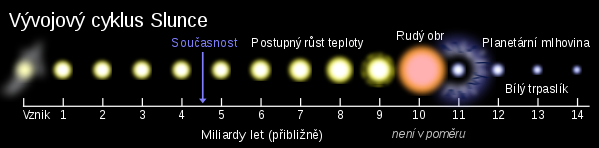 Vývojový cyklus Slunce
Současnost
Postupný růst teploty
Rudý obr
Planetární mlhovina
Bílý trpaslík
Vznik 1 2 3 4 5 6 7 8 9 10 11 12 13 14
Miliardy let (přibližně)
není v poměru